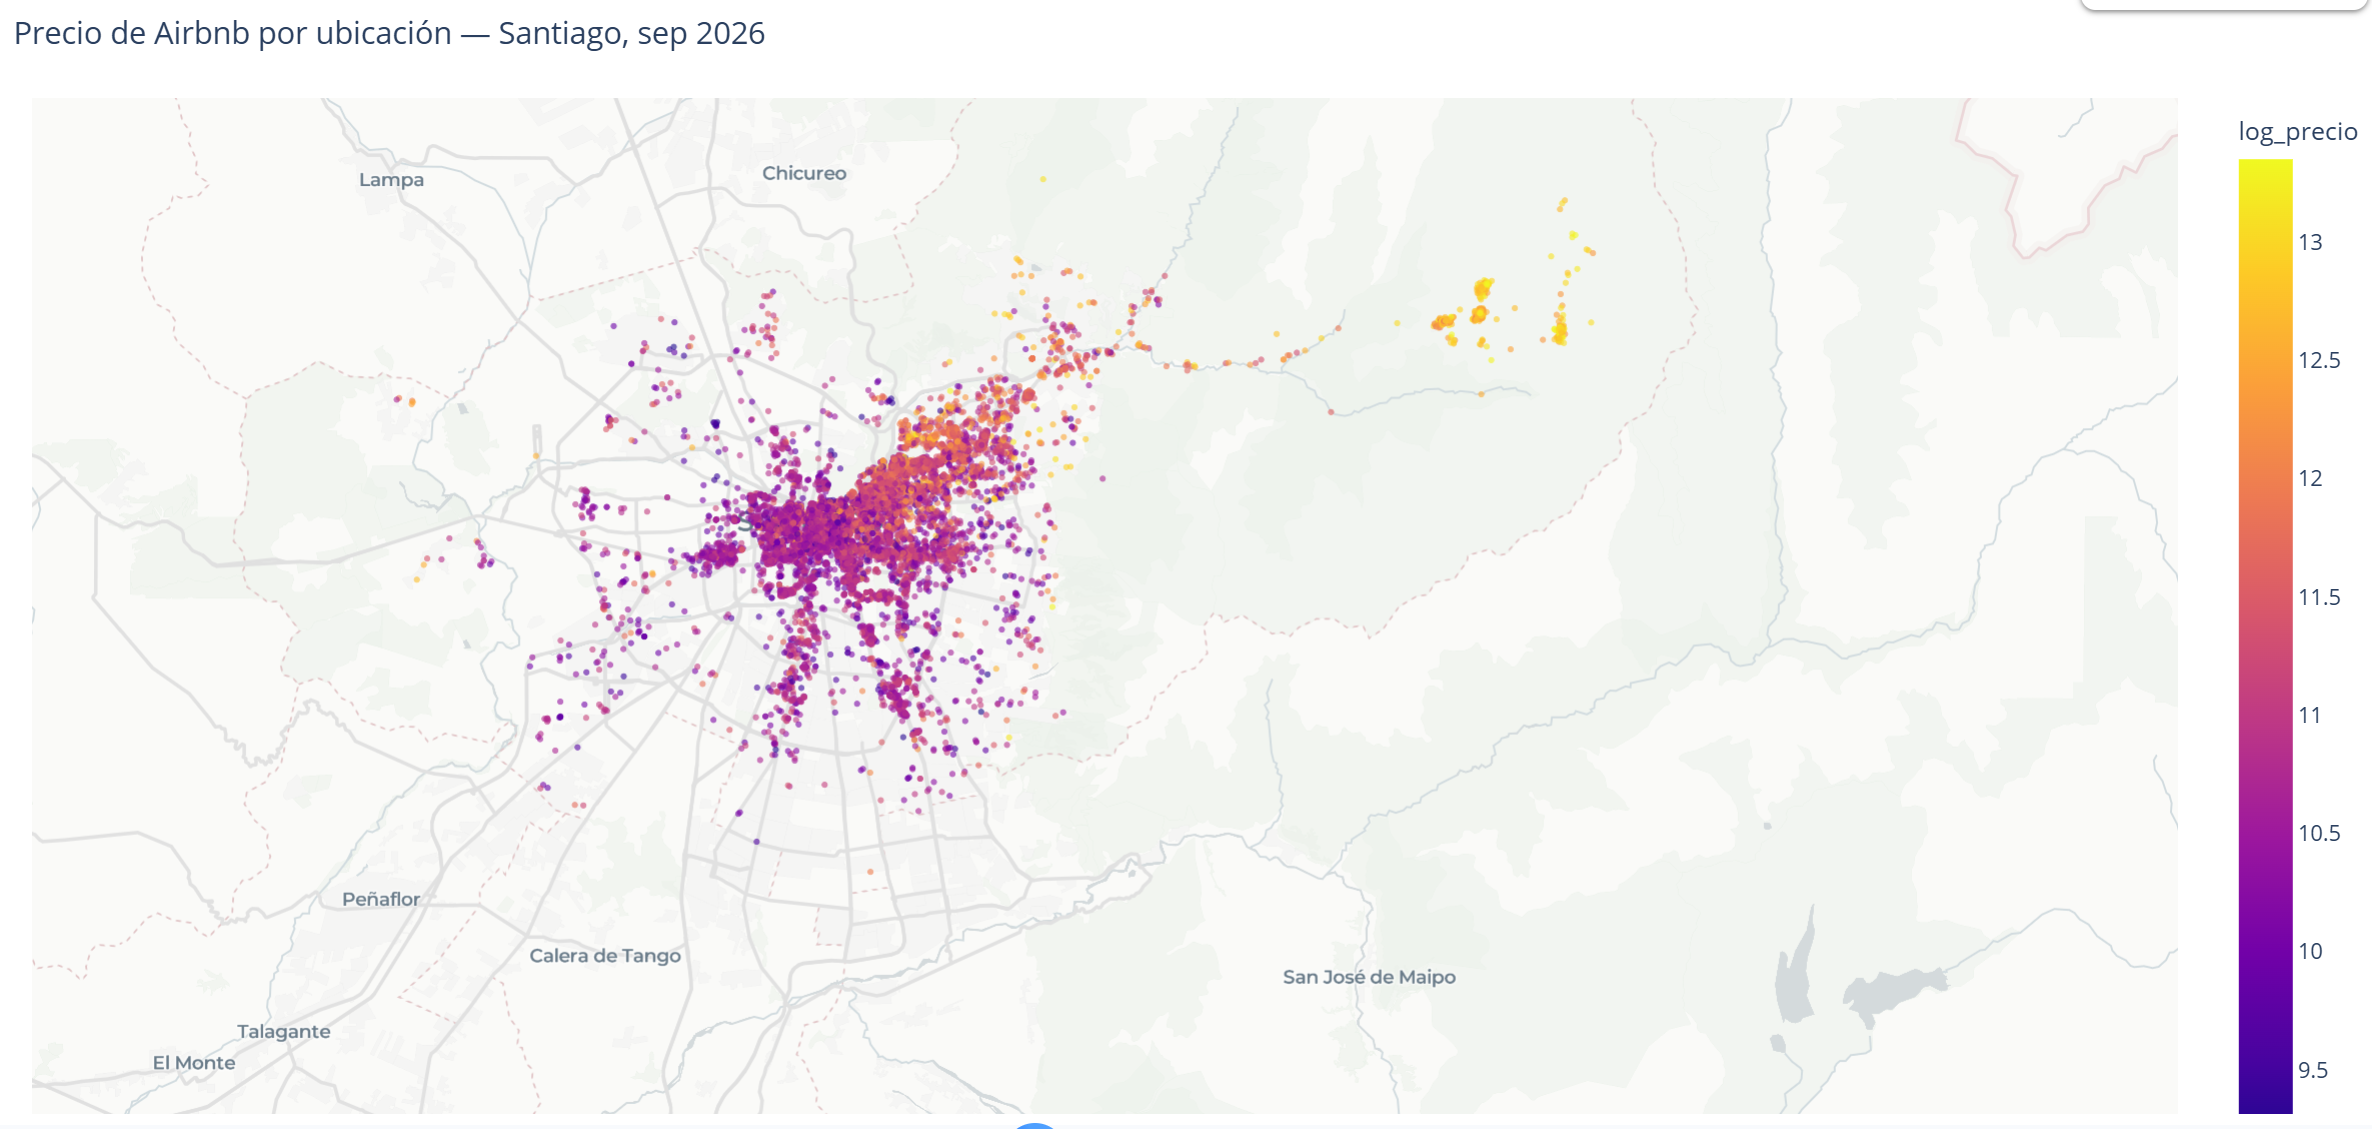 Precio de Airbnb por ubicación — Santiago, sep 2026
log_precio
Lampa
Chicureo
13
12.5
12
11.5
11
10.5
10
9.5
Peñaflor
Calera de Tango
San José de Maipo
Talagante
El Monte